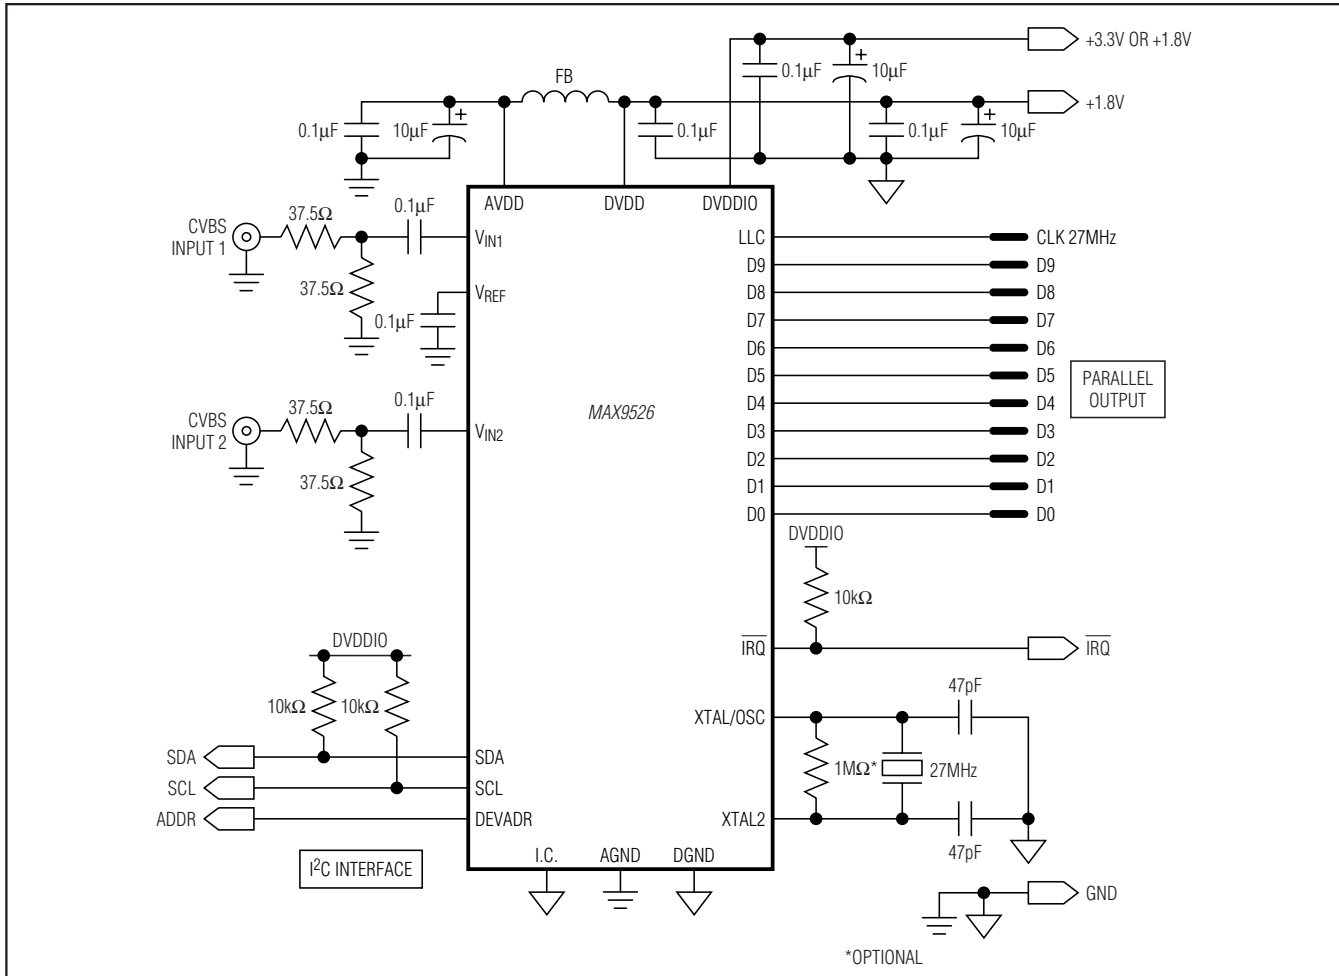 +3.3V OR +1.8V
0.1µF
+
10µF
FB
+1.8V
0.1µF
10µF
+
0.1µF
0.1µF
+
10µF
AVDD
DVDD
DVDDIO
CVBS
INPUT 1
37.5Ω
0.1µF
VIN1
37.5Ω
VREF
0.1µF
CVBS
INPUT 2
37.5Ω
0.1µF
VIN2
37.5Ω
MAX9526
LLC
CLK 27MHz
D9
D9
D8
D8
D7
D7
D6
D6
D5
D5
D4
D4
D3
D3
D2
D2
D1
D1
D0
D0
PARALLEL
OUTPUT
DVDDIO
10kΩ
IRQ
IRQ
DVDDIO
10kΩ
10kΩ
SDA
SDA
SCL
SCL
ADDR
DEVADR
I²C INTERFACE
XTAL/OSC
47pF
1MΩ*
27MHz
XTAL2
47pF
I.C.
AGND
DGND
GND
*OPTIONAL